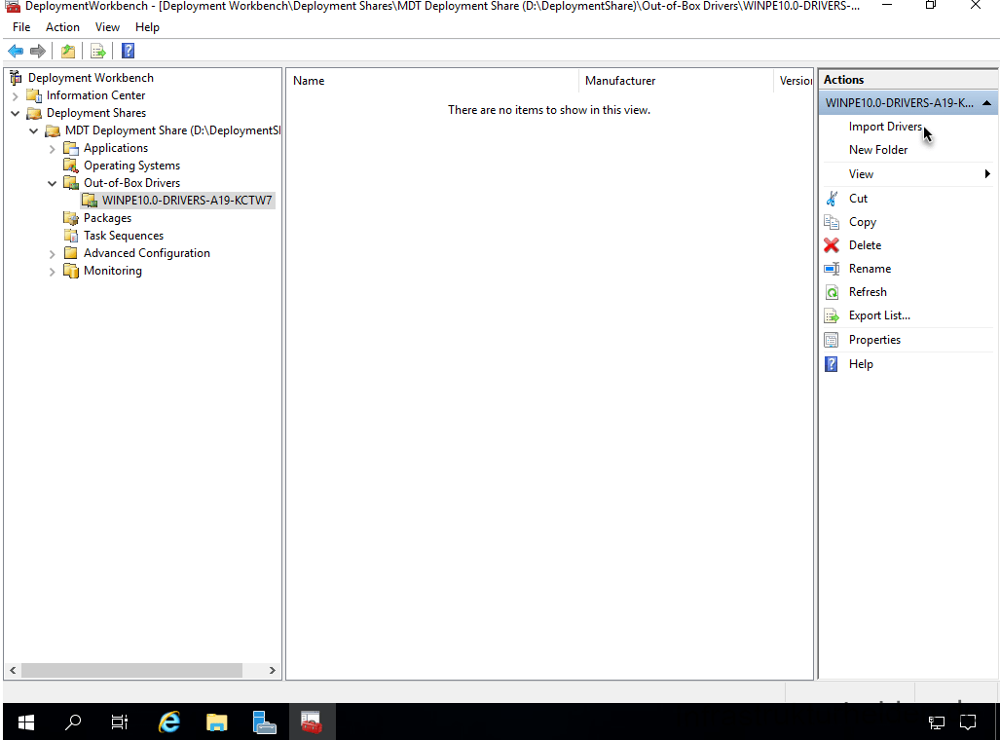 DeploymentWorkbench - [Deployment Workbench\Deployment Shares\MDT Deployment Share (D:\DeploymentShare)\Out-of-Box Drivers\WINPE10.0-DRIVERS-...
File Action View Help
Deployment Workbench
Information Center
Deployment Shares
MDT Deployment Share (D:\DeploymentSl
Applications
Operating Systems
Out-of-Box Drivers
WINPE10.0-DRIVERS-A19-KCTW7
Packages
Task Sequences
Advanced Configuration
Monitoring
Name Manufacturer Version
There are no items to show in this view.
Actions
WINPE10.0-DRIVERS-A19-K...
Import Drivers
New Folder
View
Cut
Copy
Delete
Rename
Refresh
Export List...
Properties
Help